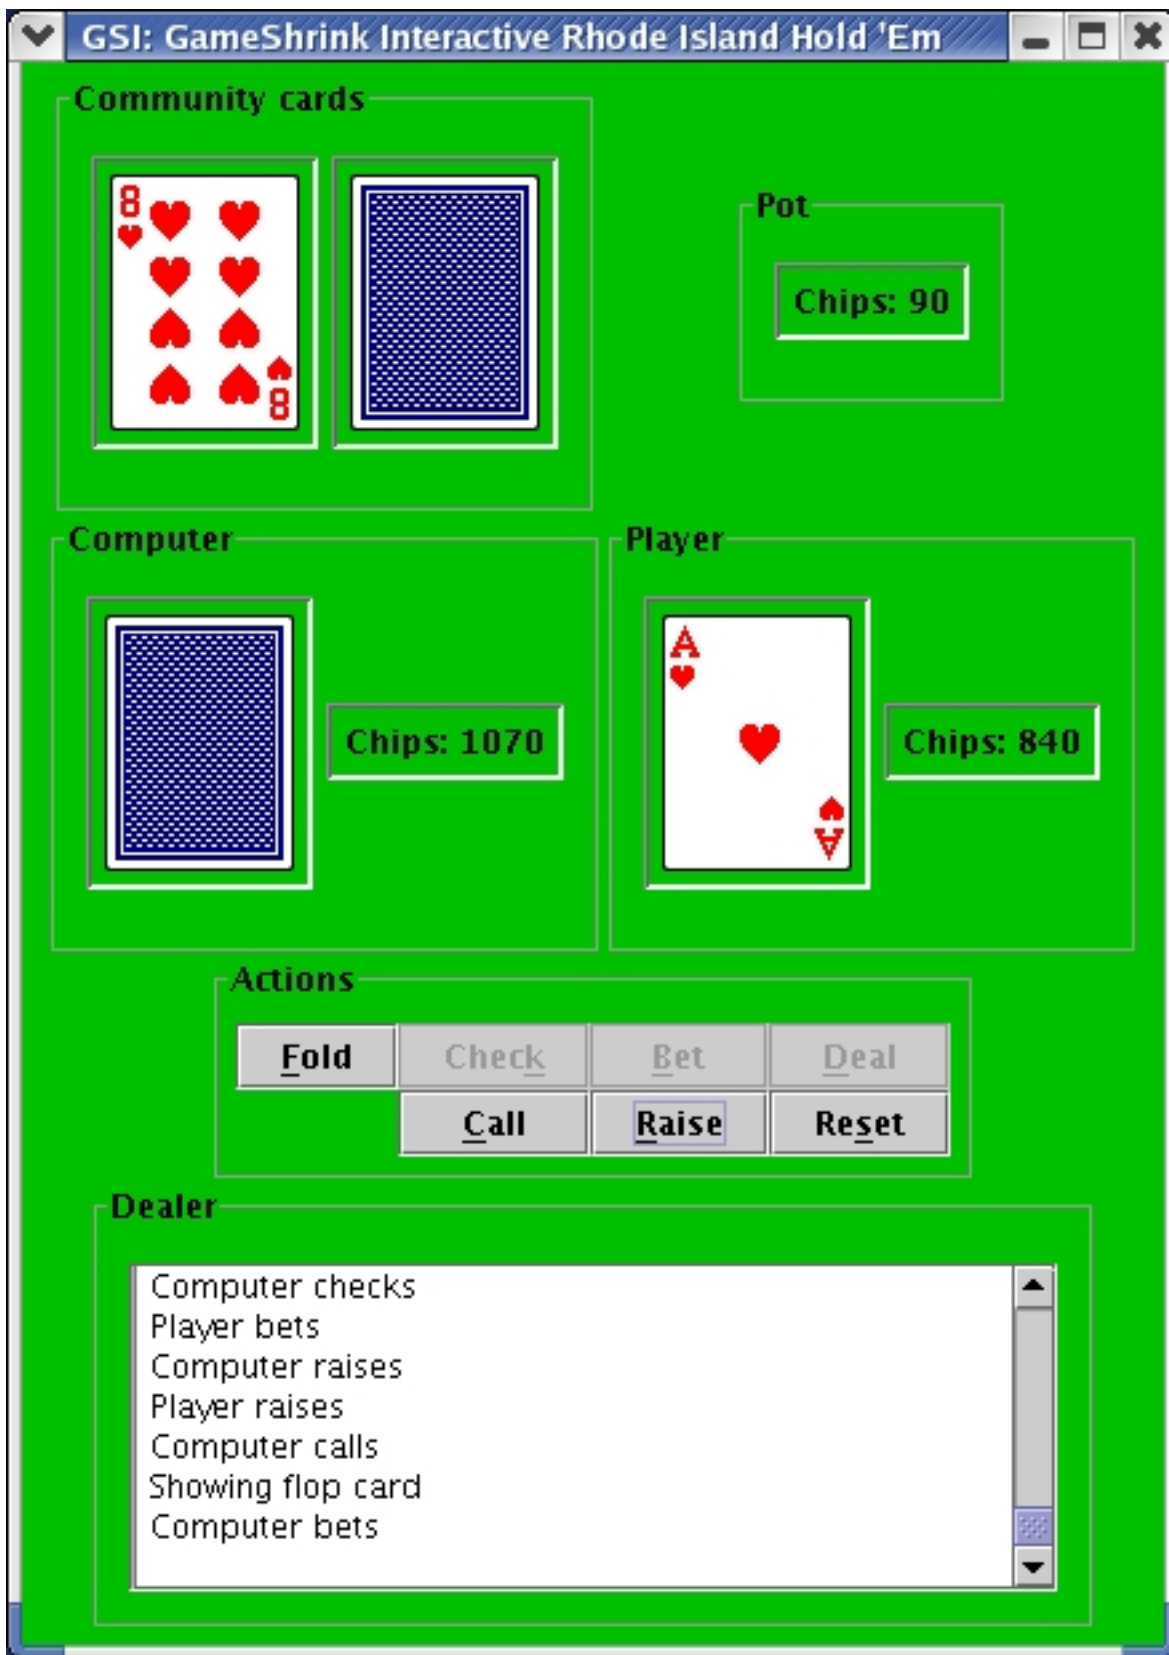 GSI: GameShrink Interactive Rhode Island Hold 'Em
Community cards
8
8
Pot
Chips: 90
Computer
Chips: 1070
Player
A
A
Chips: 840
Actions
Fold Check Bet Deal
Call Raise Reset
Dealer
Computer checks
Player bets
Computer raises
Player raises
Computer calls
Showing flop card
Computer bets